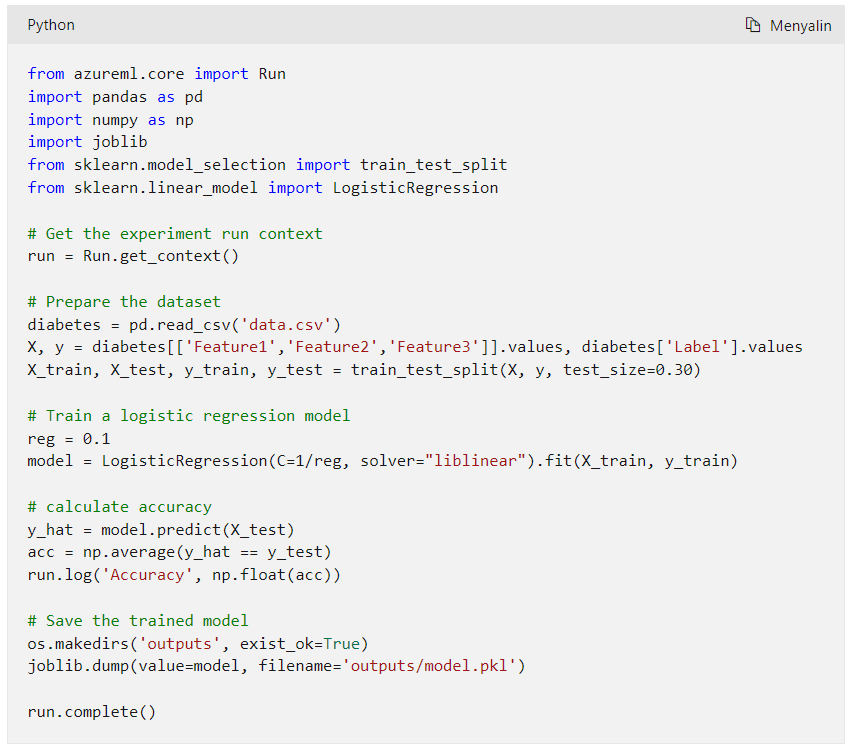 Python
Menyalin
from azureml.core import Run
import pandas as pd
import numpy as np
import joblib
from sklearn.model_selection import train_test_split
from sklearn.linear_model import LogisticRegression
# Get the experiment run context
run = Run.get_context()
# Prepare the dataset
diabetes = pd.read_csv('data.csv')
X, y = diabetes[['Feature1','Feature2','Feature3']].values, diabetes['Label'].values
X_train, X_test, y_train, y_test = train_test_split(X, y, test_size=0.30)
# Train a logistic regression model
reg = 0.1
model = LogisticRegression(C=1/reg, solver="liblinear").fit(X_train, y_train)
# calculate accuracy
y_hat = model.predict(X_test)
acc = np.average(y_hat == y_test)
run.log('Accuracy', np.float(acc))
# Save the trained model
os.makedirs('outputs', exist_ok=True)
joblib.dump(value=model, filename='outputs/model.pkl')
run.complete()